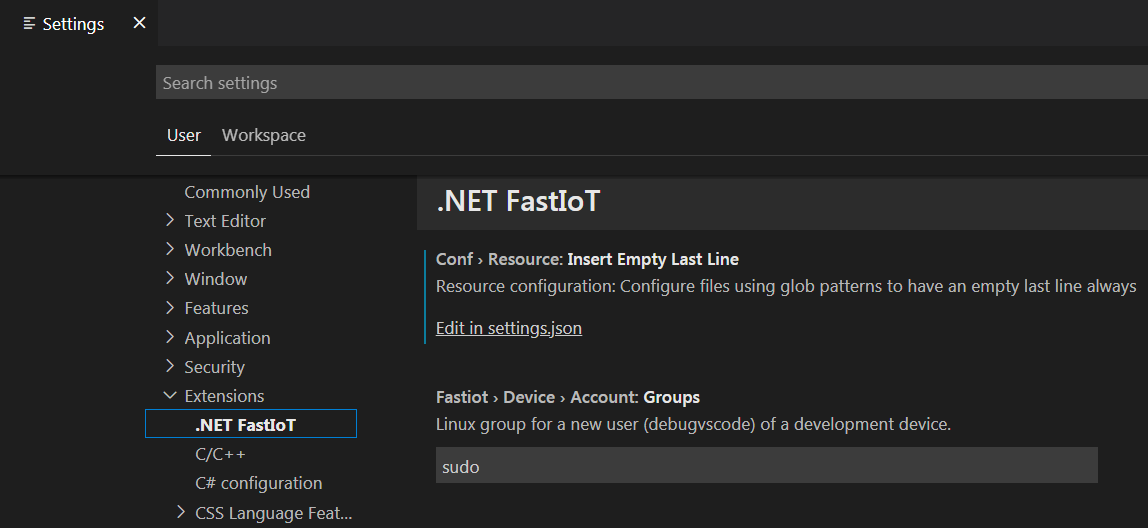 Settings
Search settings
User Workspace
Commonly Used
Text Editor
Workbench
Window
Features
Application
Security
Extensions
.NET FastIoT
C/C++
C# configuration
CSS Language Feat...
.NET FastIoT
Conf › Resource: Insert Empty Last Line
Resource configuration: Configure files using glob patterns to have an empty last line always
Edit in settings.json
Fastiot › Device › Account: Groups
Linux group for a new user (debugvscode) of a development device.
sudo